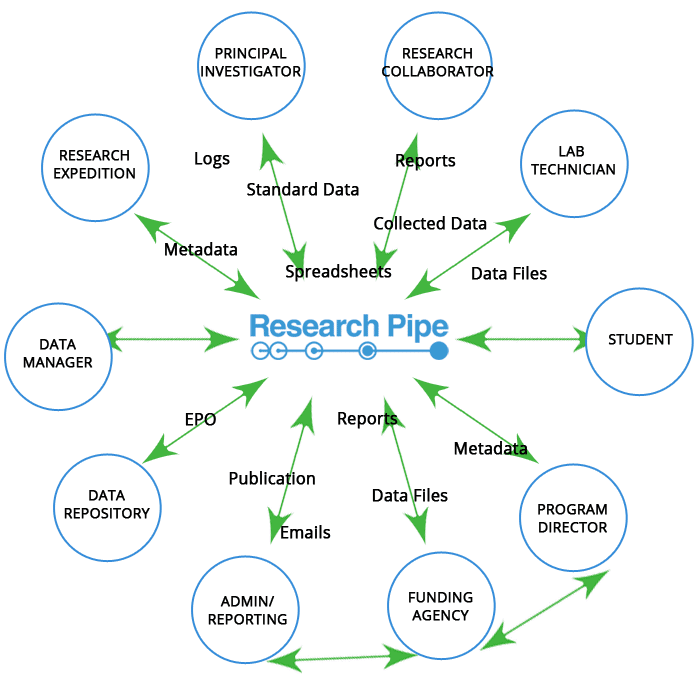 PRINCIPAL
INVESTIGATOR
RESEARCH
COLLABORATOR
RESEARCH
EXPEDITION
Logs
Reports
LAB
TECHNICIAN
Standard Data
Metadata
Collected Data
Spreadsheets
Data Files
Research Pipe
DATA
MANAGER
STUDENT
EPO
Reports
Metadata
Publication
Data Files
DATA
REPOSITORY
Emails
PROGRAM
DIRECTOR
ADMIN/
REPORTING
FUNDING
AGENCY